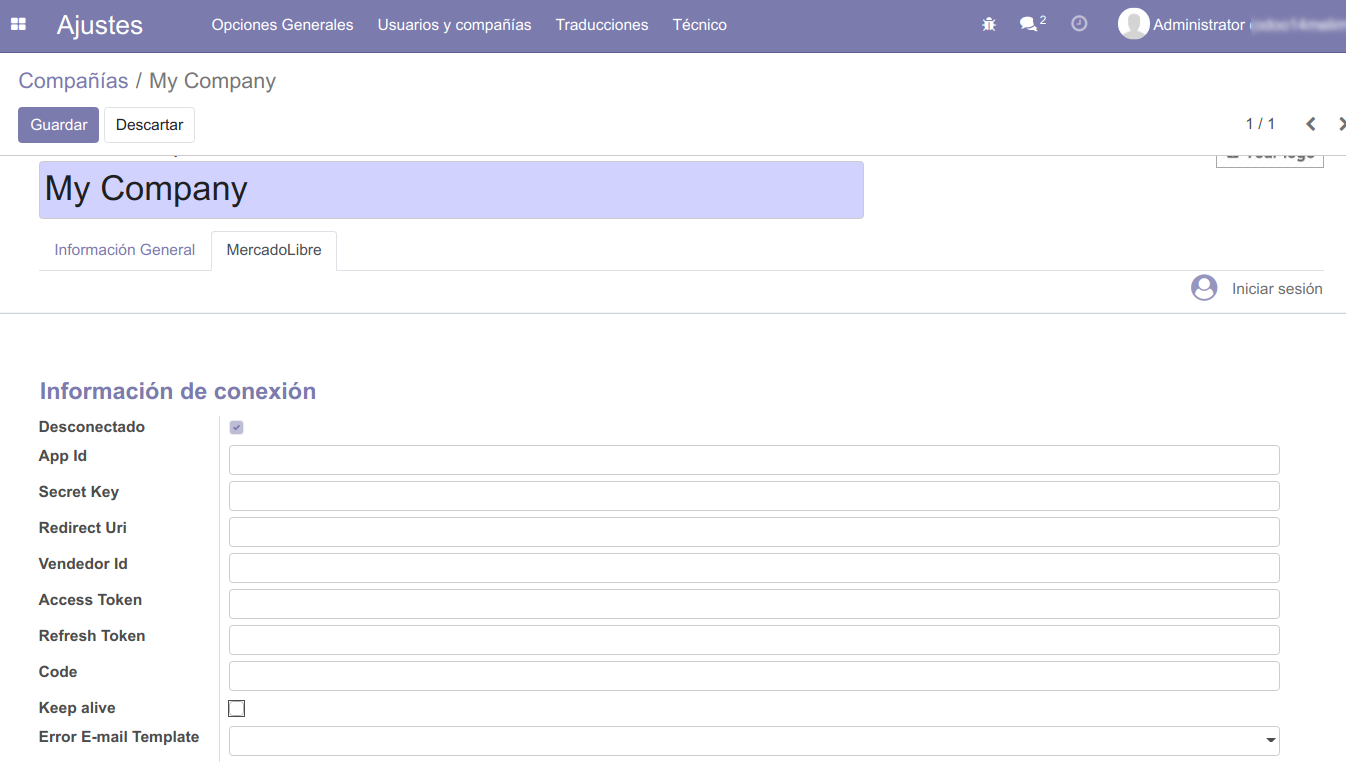 Ajustes Opciones Generales Usuarios y compañías Traducciones Técnico 2 Administrator
Compañías / My Company
Guardar Descartar 1 / 1
My Company
Información General MercadoLibre
Iniciar sesión
Información de conexión
Desconectado
App Id
Secret Key
Redirect Uri
Vendedor Id
Access Token
Refresh Token
Code
Keep alive
Error E-mail Template